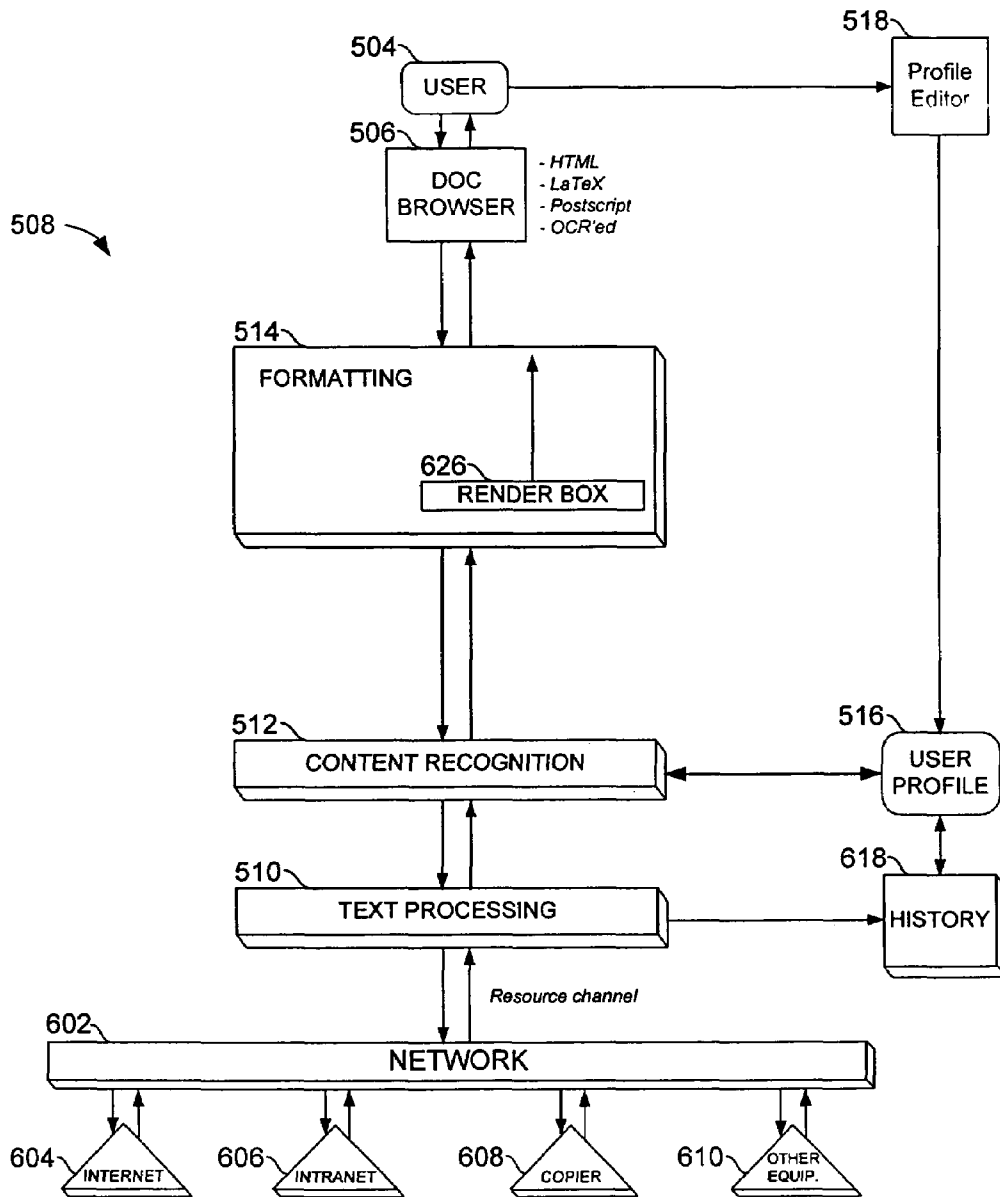 518
504
USER
Profile
Editor
506
DOC
BROWSER
- HTML
- LaTeX
- Postscript
- OCR'ed
508
514
FORMATTING
626
RENDER BOX
512
CONTENT RECOGNITION
516
USER
PROFILE
510
TEXT PROCESSING
618
HISTORY
Resource channel
602
NETWORK
604
INTERNET
606
INTRANET
608
COPIER
610
OTHER
EQUIP.